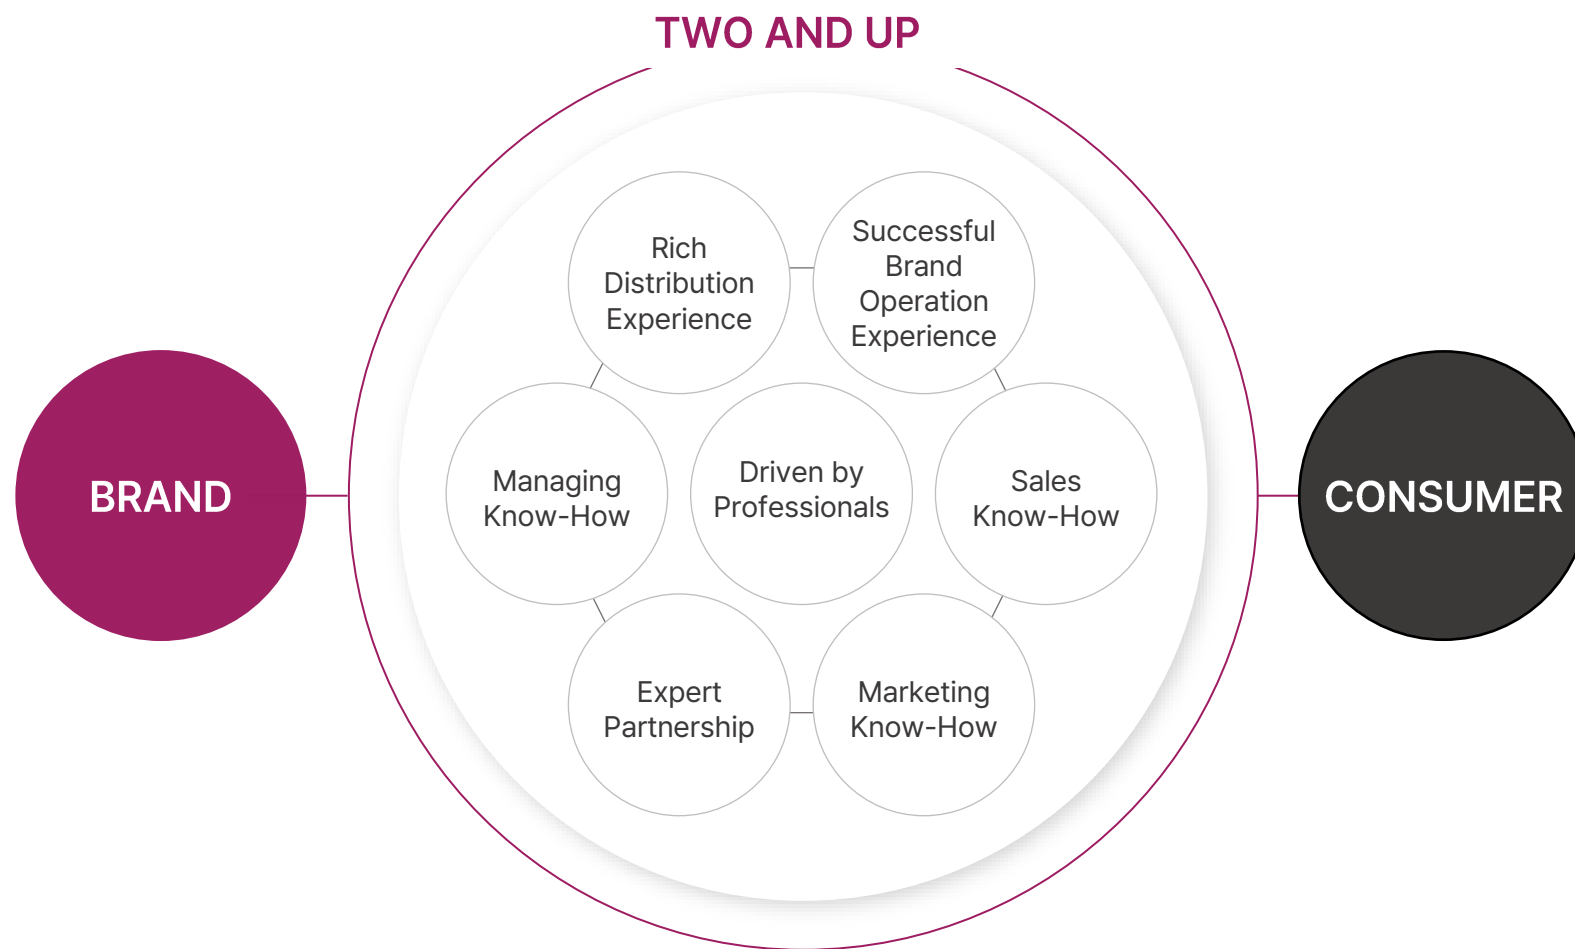 TWO AND UP
Rich
Distribution
Experience
Successful
Brand
Operation
Experience
BRAND
Managing
Know-How
Driven by
Professionals
Sales
Know-How
CONSUMER
Expert
Partnership
Marketing
Know-How